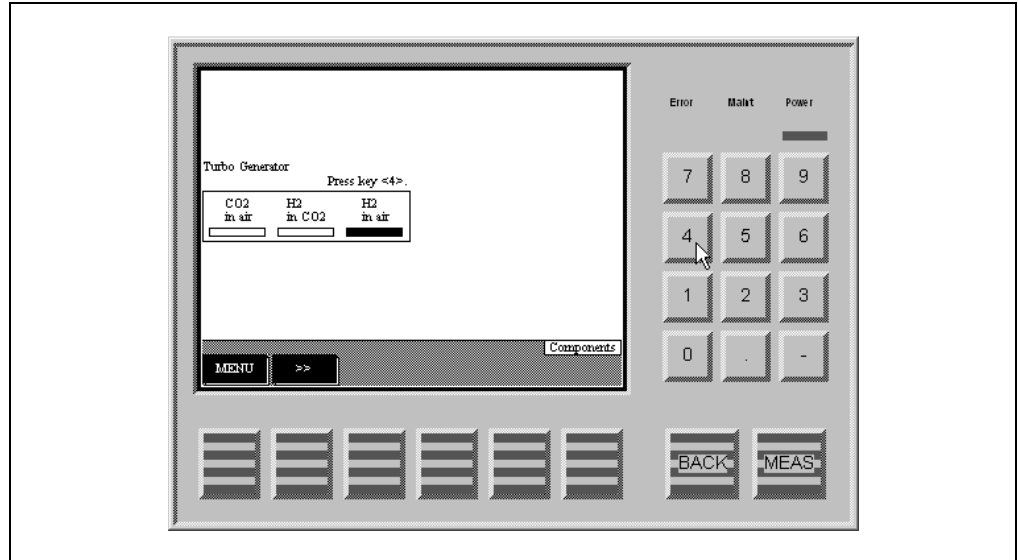 Error Maint Power
Turbo Generator
Press key <4>.
CO2 H2 H2
in air in CO2 in air
7 8 9
4 5 6
1 2 3
Components
MENU >>
0 . -
BACK MEAS